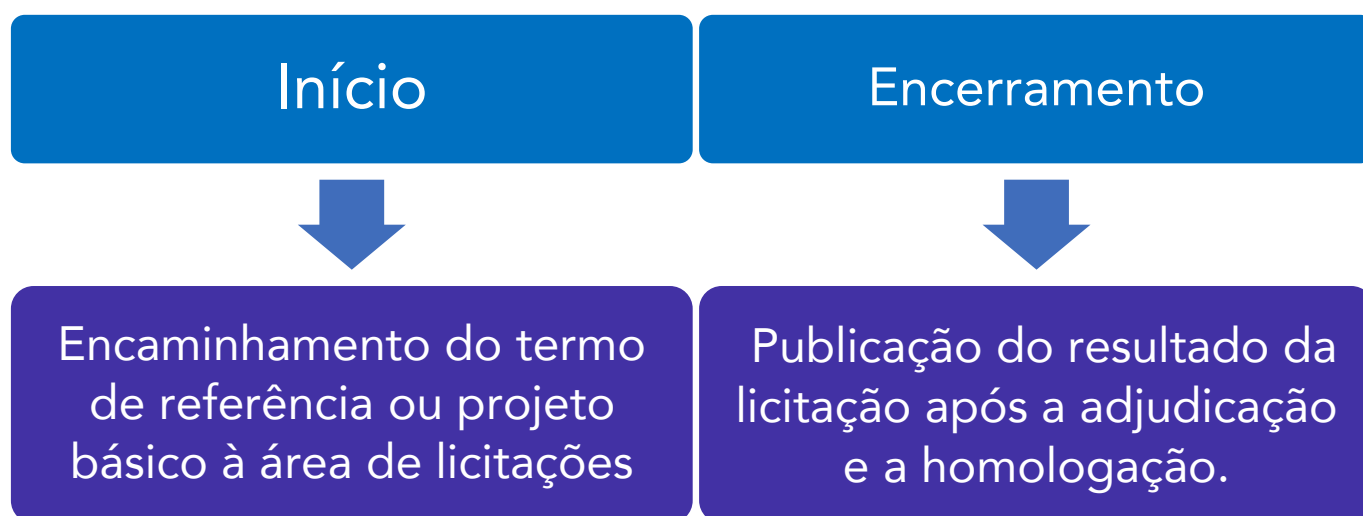 Início
Encerramento
Encaminhamento do termo
de referência ou projeto
básico à área de licitações
Publicação do resultado da
licitação após a adjudicação
e a homologação.